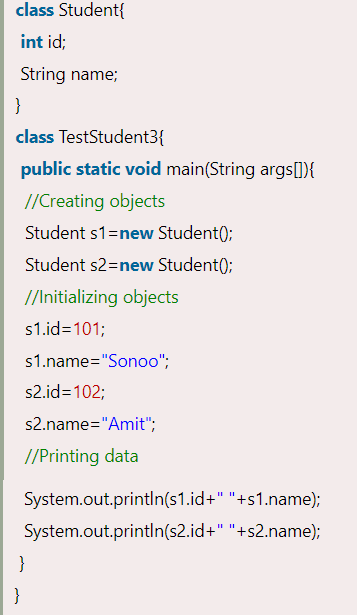 class Student{
int id;
String name;
}
class TestStudent3{
public static void main(String args[]){
//Creating objects
Student s1=new Student();
Student s2=new Student();
//Initializing objects
s1.id=101;
s1.name="Sonoo";
s2.id=102;
s2.name="Amit";
//Printing data
System.out.println(s1.id+" "+s1.name);
System.out.println(s2.id+" "+s2.name);
}
}